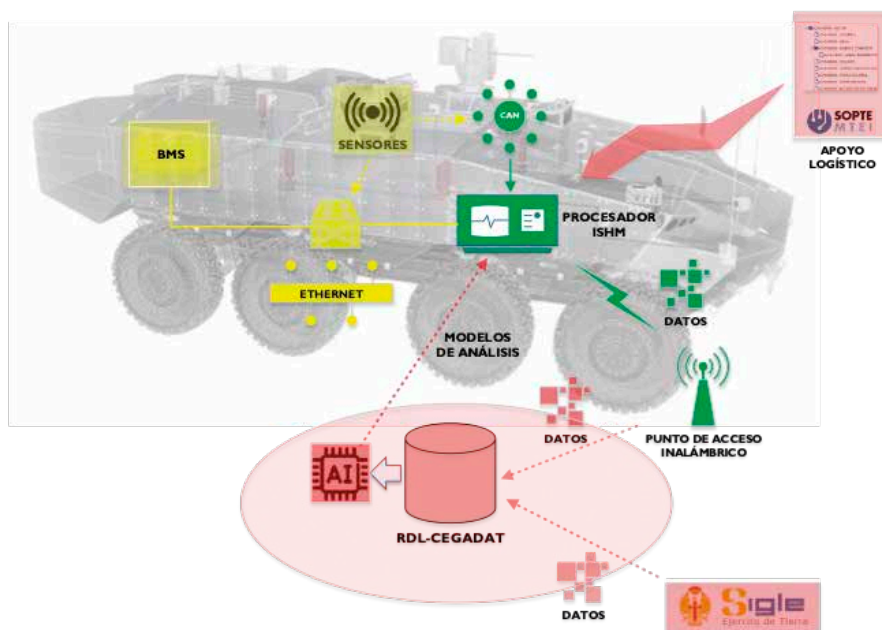 CAN
SENSORES
BMS
SOPTE
MTEI
APOYO
LOGÍSTICO
PROCESADOR
ISHM
ETHERNET
DATOS
MODELOS
DE ANÁLISIS
DATOS
PUNTO DE ACCESO
INALÁMBRICO
AI
RDL-CEGADAT
DATOS
Sigle
Ejercito de Tierra